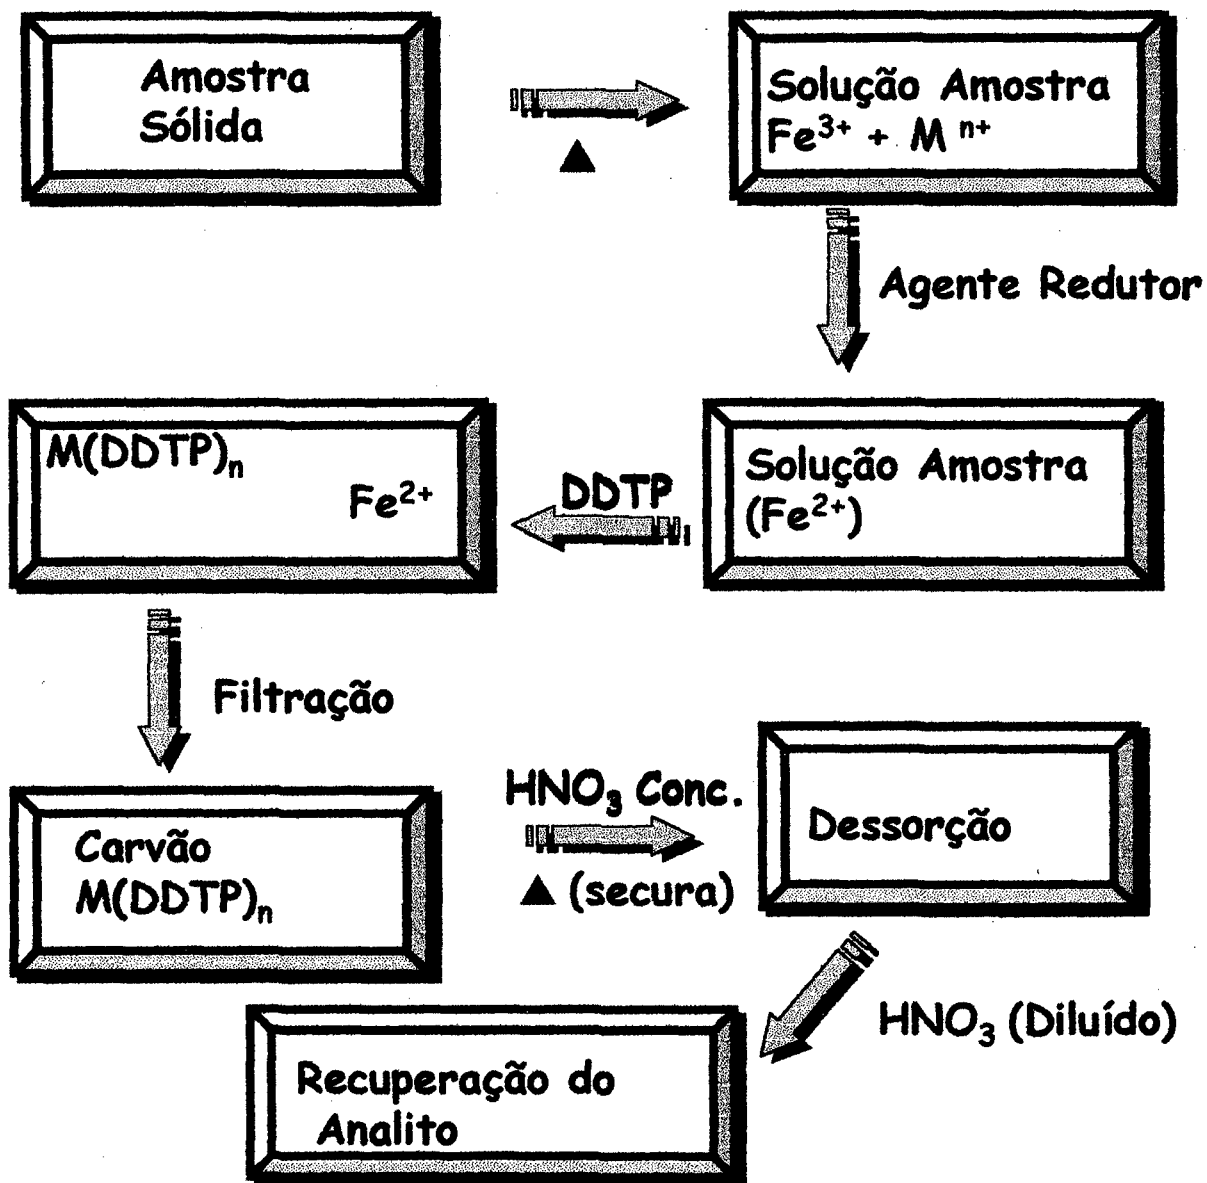 Amostra
Sólida
▲
Solução Amostra
Fe³⁺ + M ⁿ⁺
Agente Redutor
Solução Amostra
(Fe²⁺)
DDTP
M(DDTP)ₙ
Fe²⁺
Filtração
Carvão
M(DDTP)ₙ
HNO₃ Conc.
▲ (secura)
Dessorção
HNO₃ (Diluído)
Recuperação do
Analito